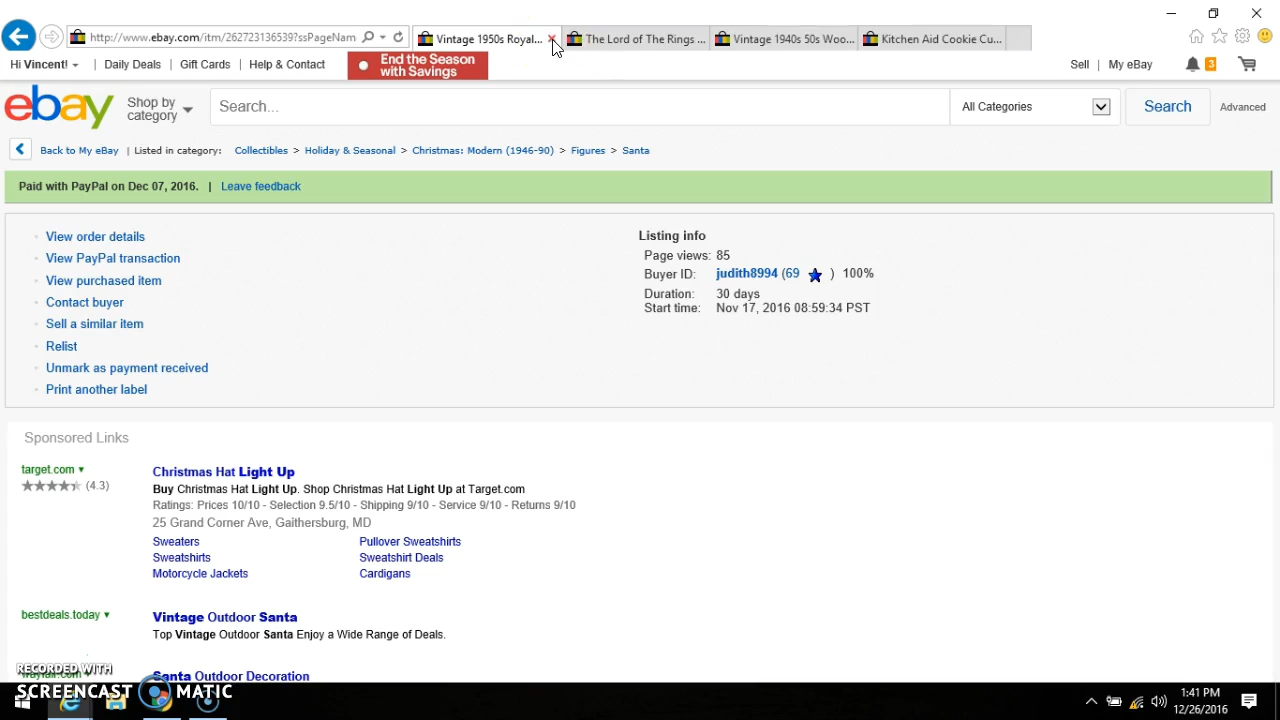 http://www.ebay.com/itm/262723136539?ssPageNam
Vintage 1950s Royal...
The Lord of The Rings ...
Vintage 1940s 50s Woo...
Kitchen Aid Cookie Cu...
Hi Vincent!
Daily Deals
Gift Cards
Help & Contact
End the Season
with Savings
Sell
My eBay
3
ebay
Shop by
category
Search...
All Categories
Search
Advanced
Back to My eBay | Listed in category: Collectibles > Holiday & Seasonal > Christmas: Modern (1946-90) > Figures > Santa
Paid with PayPal on Dec 07, 2016. | Leave feedback
View order details
View PayPal transaction
View purchased item
Contact buyer
Sell a similar item
Relist
Unmark as payment received
Print another label
Listing info
Page views: 85
Buyer ID: judith8994 (69 ) 100%
Duration: 30 days
Start time: Nov 17, 2016 08:59:34 PST
Sponsored Links
target.com
(4.3)
Christmas Hat Light Up
Buy Christmas Hat Light Up. Shop Christmas Hat Light Up at Target.com
Ratings: Prices 10/10 - Selection 9.5/10 - Shipping 9/10 - Service 9/10 - Returns 9/10
25 Grand Corner Ave, Gaithersburg, MD
Sweaters Pullover Sweatshirts
Sweatshirts Sweatshirt Deals
Motorcycle Jackets Cardigans
bestdeals.today
Vintage Outdoor Santa
Top Vintage Outdoor Santa Enjoy a Wide Range of Deals.
wayfair.com
Santa Outdoor Decoration
RECORDED WITH
SCREENCAST MATIC
1:41 PM
12/26/2016